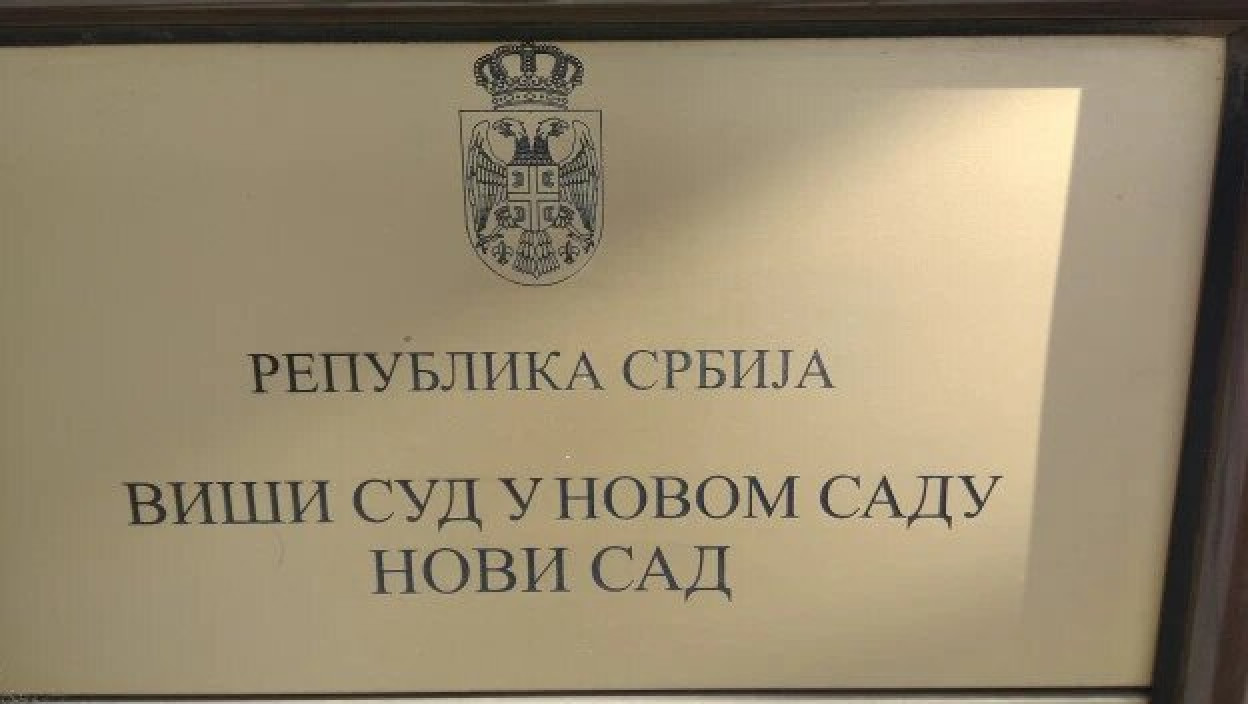 РЕПУБЛИКА СРБИЈА
ВИШИ СУД У НОВОМ САДУ
НОВИ САД